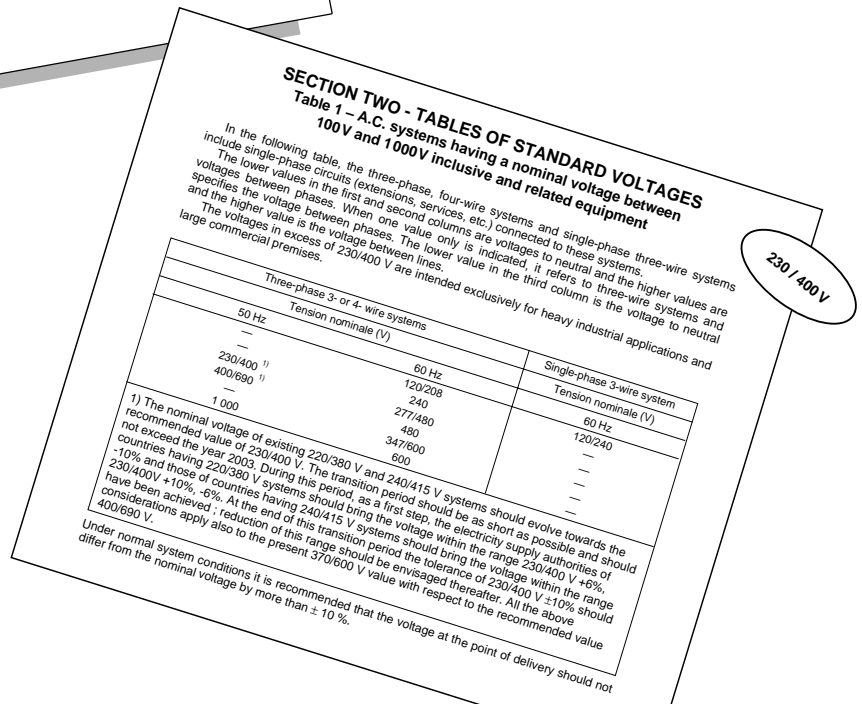 SECTION TWO - TABLES OF STANDARD VOLTAGES
Table 1 – A.C. systems having a nominal voltage between
100V and 1000V inclusive and related equipment
In the following table, the three-phase, four-wire systems and single-phase three-wire systems
include single-phase circuits (extensions, services, etc.) connected to these systems.
The lower values in the first and second columns are voltages to neutral and the higher values are
voltages between phases. When one value only is indicated, it refers to three-wire systems and
specifies the voltage between phases. The lower value in the third column is the voltage to neutral
and the higher value is the voltage between lines.
The voltages in excess of 230/400 V are intended exclusively for heavy industrial applications and
large commercial premises.
230 / 400 V
Three-phase 3- or 4- wire systems Single-phase 3-wire system
Tension nominale (V) Tension nominale (V)
50 Hz 60 Hz 60 Hz
— 120/208 120/240
— 240 —
230/400 1) 277/480 —
400/690 1) 480 —
— 347/600 —
1 000 600 —
1) The nominal voltage of existing 220/380 V and 240/415 V systems should evolve towards the
recommended value of 230/400 V. The transition period should be as short as possible and should
not exceed the year 2003. During this period, as a first step, the electricity supply authorities of
countries having 220/380 V systems should bring the voltage within the range 230/400 V +6%,
-10% and those of countries having 240/415 V systems should bring the voltage within the range
230/400V +10%, -6%. At the end of this transition period the tolerance of 230/400 V ±10% should
have been achieved ; reduction of this range should be envisaged thereafter. All the above
considerations apply also to the present 370/600 V value with respect to the recommended value
400/690 V.
Under normal system conditions it is recommended that the voltage at the point of delivery should not
differ from the nominal voltage by more than ± 10 %.